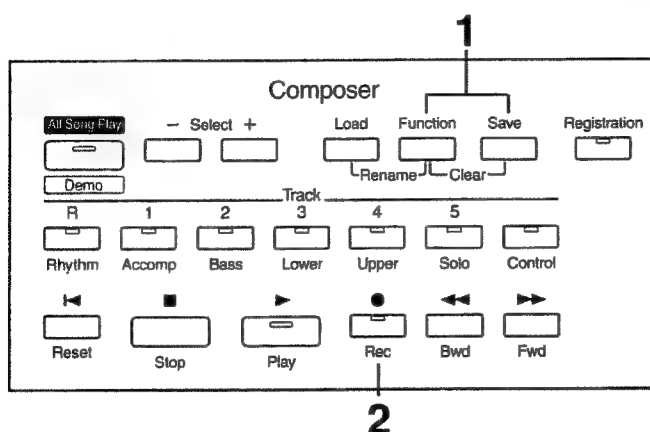 1
Composer
All Song Play
− Select +
Load
Function
Save
Registration
Demo
Rename
Clear
Track
R 1 2 3 4 5
Rhythm Accomp Bass Lower Upper Solo Control
Reset Stop Play Rec Bwd Fwd
2